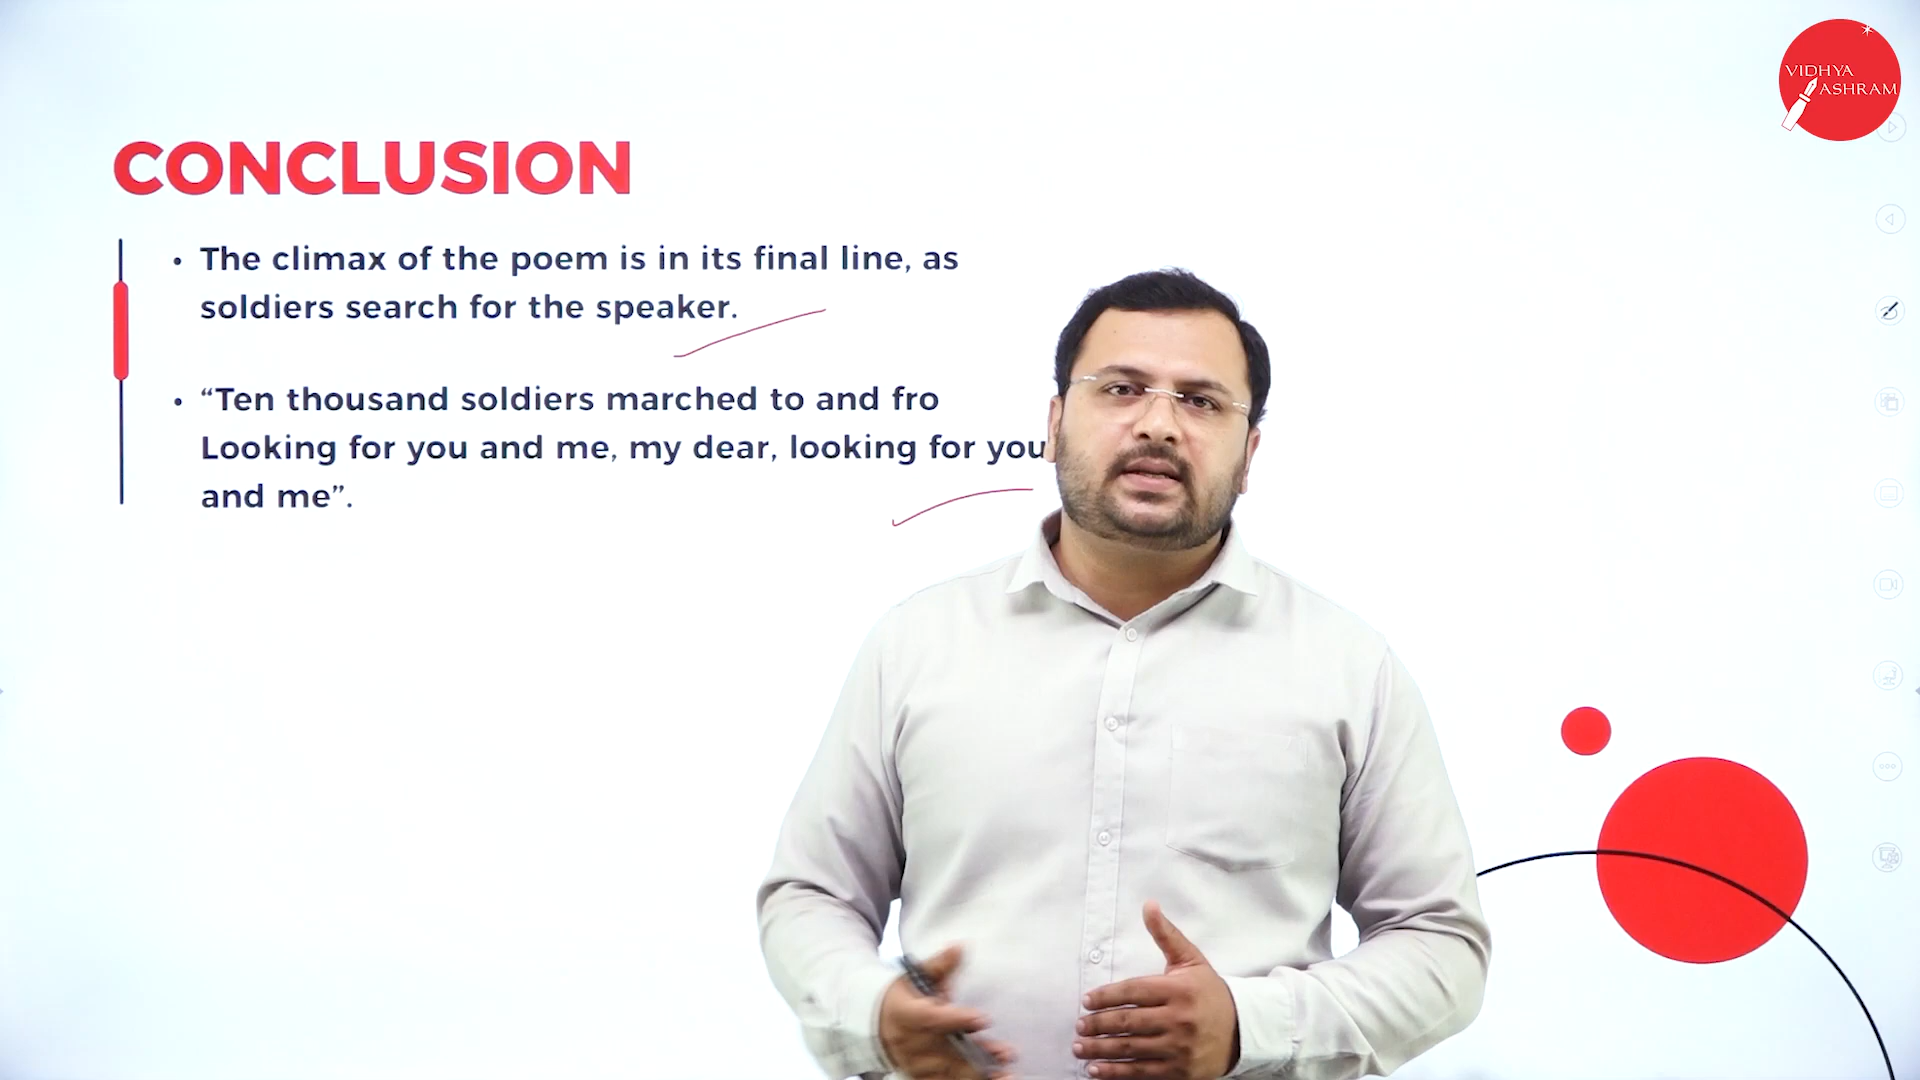 VIDHYA
ASHRAM
CONCLUSION
• The climax of the poem is in its final line, as
soldiers search for the speaker.
• “Ten thousand soldiers marched to and fro
Looking for you and me, my dear, looking for you
and me”.